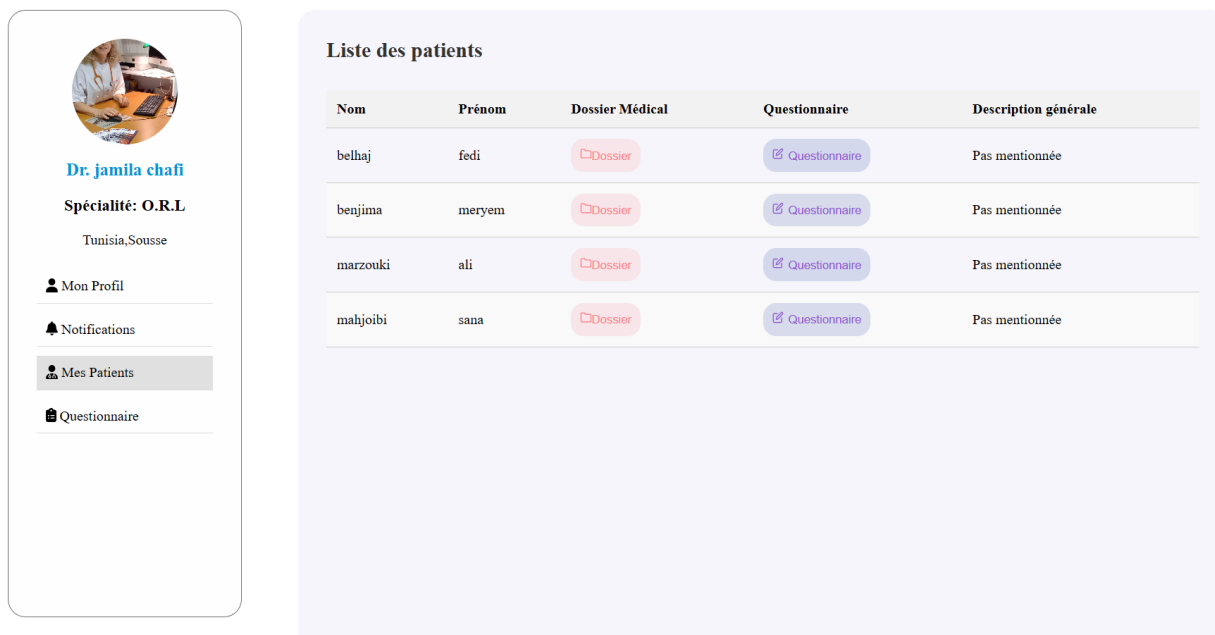 Dr. jamila chafi
Spécialité: O.R.L
Tunisia,Sousse
Mon Profil
Notifications
Mes Patients
Questionnaire
Liste des patients
Nom Prénom Dossier Médical Questionnaire Description générale
belhaj fedi Dossier Questionnaire Pas mentionnée
benjima meryem Dossier Questionnaire Pas mentionnée
marzouki ali Dossier Questionnaire Pas mentionnée
mahjoibi sana Dossier Questionnaire Pas mentionnée